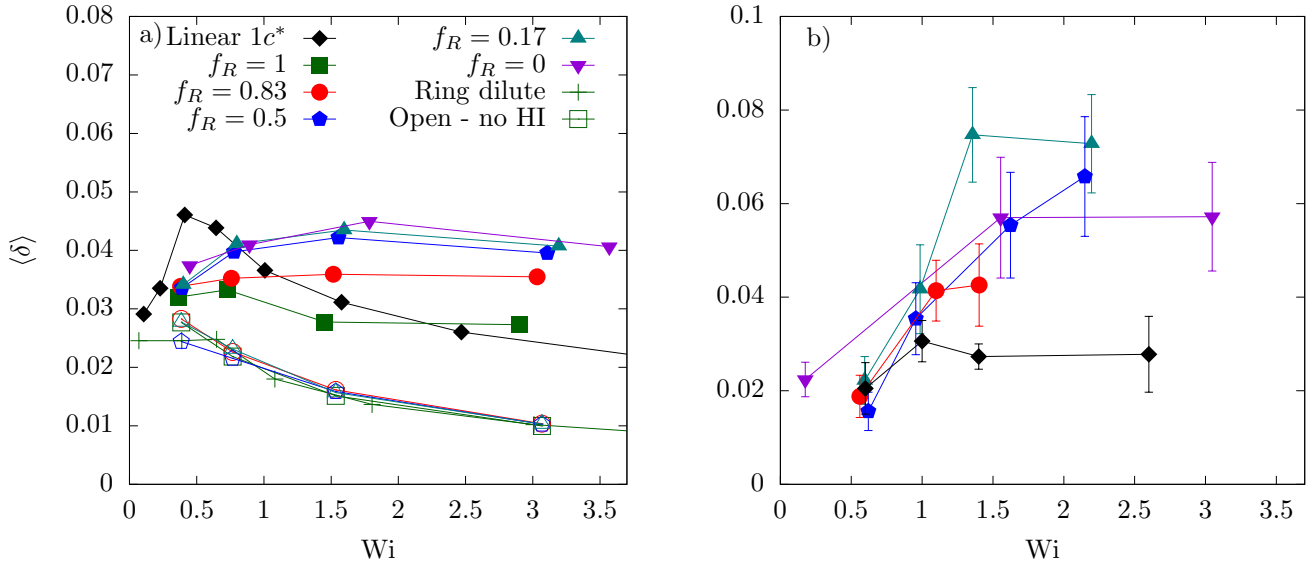 a) Linear 1c*
f_R = 1
f_R = 0.83
f_R = 0.5
f_R = 0.17
f_R = 0
Ring dilute
Open - no HI
0.08
0.07
0.06
0.05
0.04
0.03
0.02
0.01
0
⟨δ⟩
0 0.5 1 1.5 2 2.5 3 3.5
Wi
b)
0.1
0.08
0.06
0.04
0.02
0
0 0.5 1 1.5 2 2.5 3 3.5
Wi